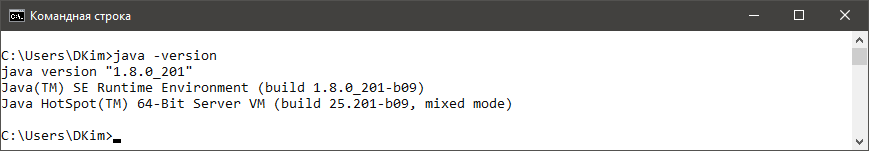 Командная строка
C:\Users\DKim>java -version
java version "1.8.0_201"
Java(TM) SE Runtime Environment (build 1.8.0_201-b09)
Java HotSpot(TM) 64-Bit Server VM (build 25.201-b09, mixed mode)
C:\Users\DKim>